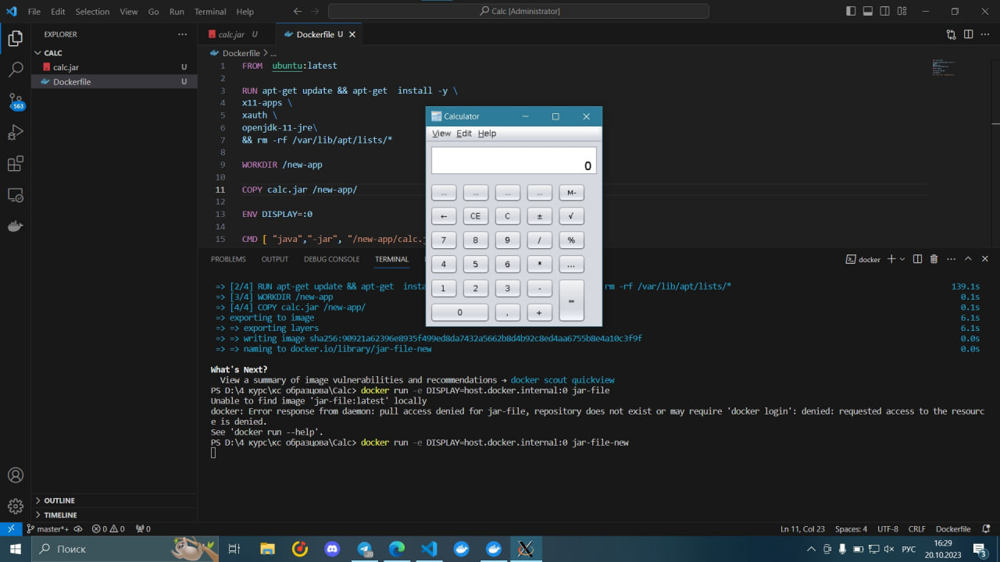 File Edit Selection View Go Run Terminal Help
Calc [Administrator]
EXPLORER
CALC
calc.jar U
Dockerfile U
563
OUTLINE
TIMELINE
calc.jar U
Dockerfile U
Dockerfile > ...
1 FROM ubuntu:latest
2
3 RUN apt-get update && apt-get install -y \
4 x11-apps \
5 xauth \
6 openjdk-11-jre\
7 && rm -rf /var/lib/apt/lists/*
8
9 WORKDIR /new-app
10
11 COPY calc.jar /new-app/
12
13 ENV DISPLAY=:0
14
15 CMD [ "java","-jar", "/new-app/calc.j
Calculator
View Edit Help
0
... ... ... ... M-
← CE C ± √
7 8 9 / %
4 5 6 * ...
1 2 3 - =
0 , +
PROBLEMS OUTPUT DEBUG CONSOLE TERMINAL
docker
=> [2/4] RUN apt-get update && apt-get insta rm -rf /var/lib/apt/lists/* 139.1s
=> [3/4] WORKDIR /new-app 0.1s
=> [4/4] COPY calc.jar /new-app/ 0.1s
=> exporting to image 6.1s
=> => exporting layers 6.1s
=> => writing image sha256:90921a62396e8935f499ed8da7432a5662b8d4b92c8ed4aa6755b8e4a10c3f9f 0.0s
=> => naming to docker.io/library/jar-file-new 0.0s
What's Next?
View a summary of image vulnerabilities and recommendations → docker scout quickview
PS D:\4 курс\кс образцова\Calc> docker run -e DISPLAY=host.docker.internal:0 jar-file
Unable to find image 'jar-file:latest' locally
docker: Error response from daemon: pull access denied for jar-file, repository does not exist or may require 'docker login': denied: requested access to the resourc
e is denied.
See 'docker run --help'.
PS D:\4 курс\кс образцова\Calc> docker run -e DISPLAY=host.docker.internal:0 jar-file-new
master*+ 0 0 0
Ln 11, Col 23 Spaces: 4 UTF-8 CRLF Dockerfile
Поиск
20
РУС
16:29
20.10.2023
3